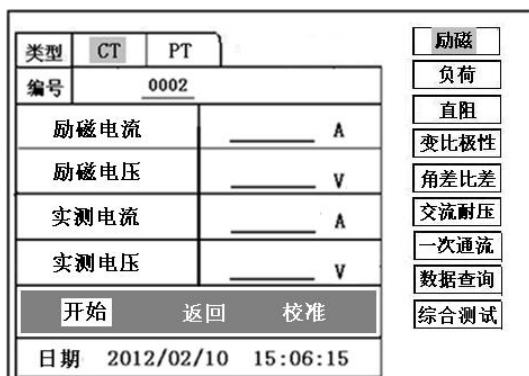 类型 CT PT
编号 0002
励磁电流 A
励磁电压 V
实测电流 A
实测电压 V
开始 返回 校准
日期 2012/02/10 15:06:15
励磁
负荷
直阻
变比极性
角差比差
交流耐压
一次通流
数据查询
综合测试